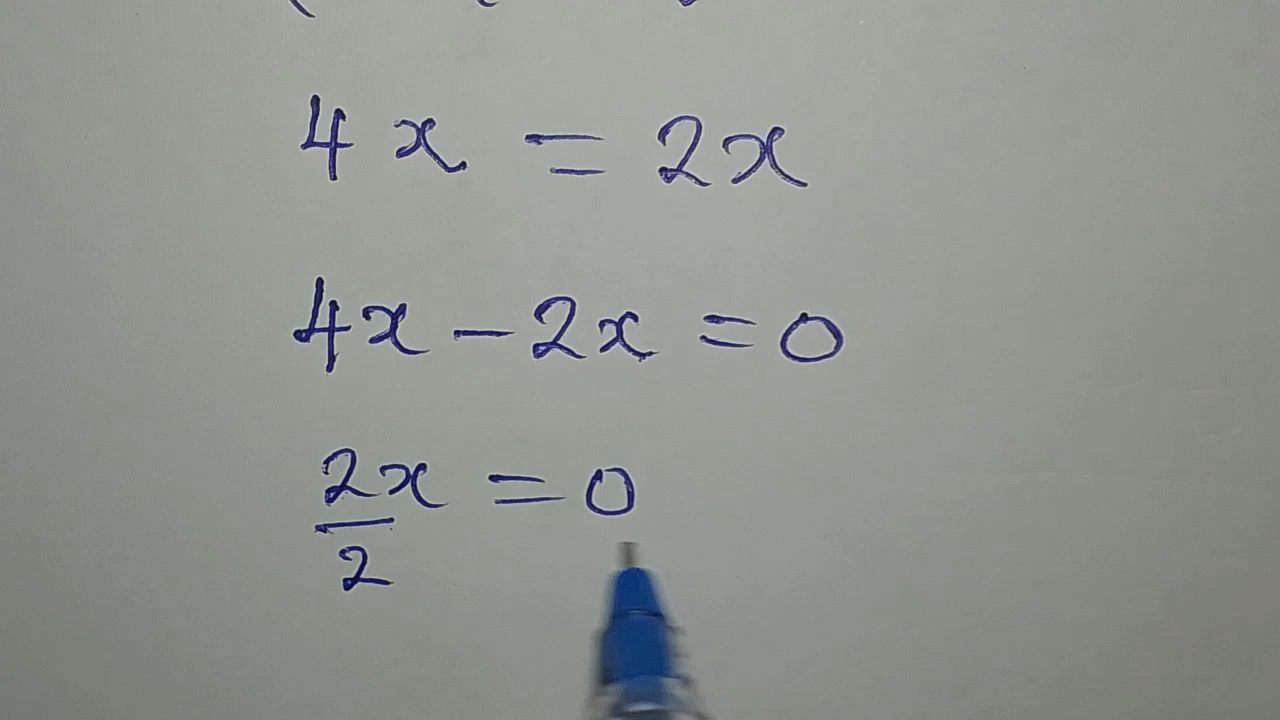 4x = 2x
4x - 2x = 0
2x/2 = 0